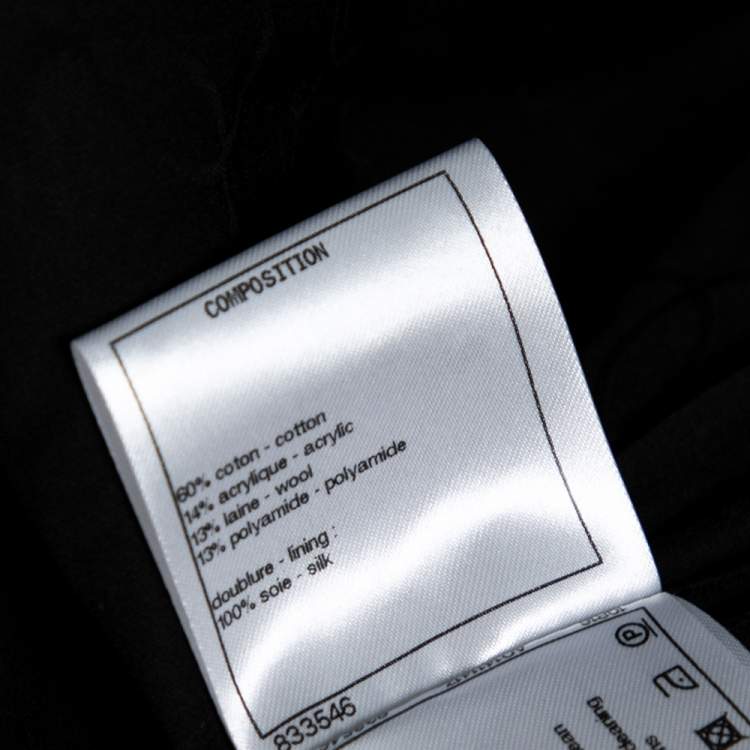 COMPOSITION
60% coton - cotton
14% acrylique - acrylic
13% laine - wool
13% polyamide - polyamide
doublure - lining :
100% soie - silk
833546
P